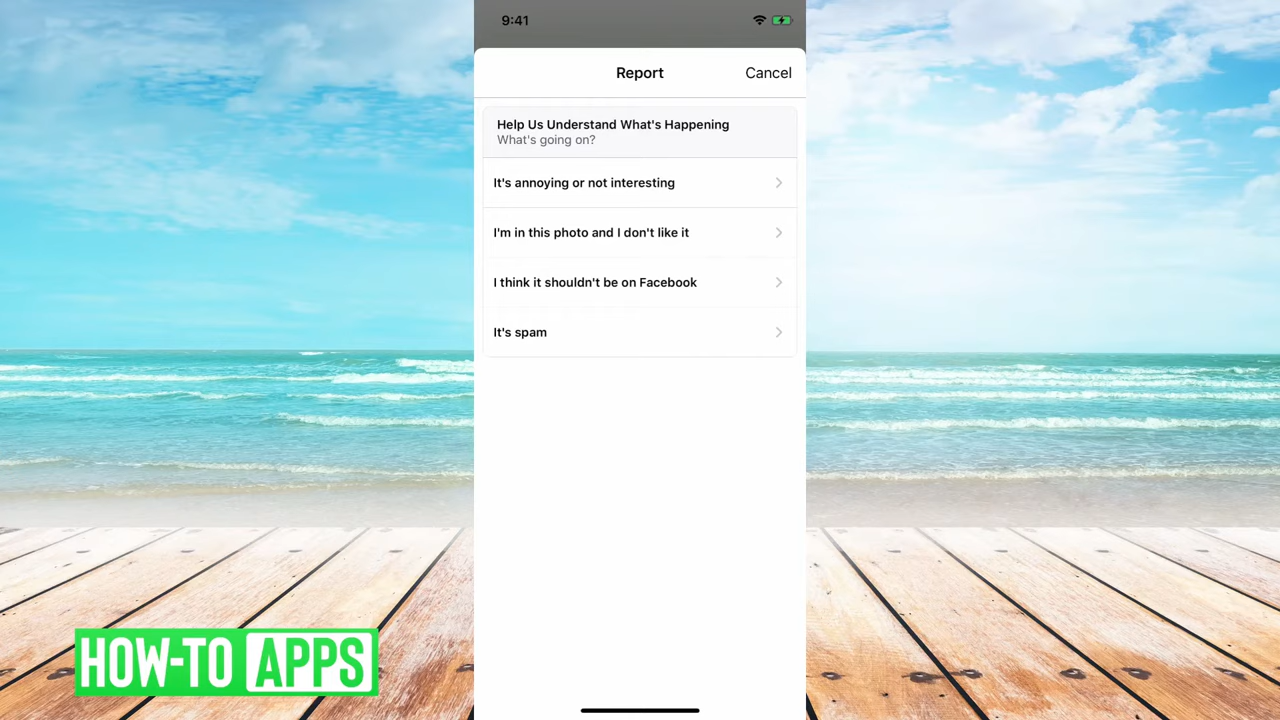 9:41
Report
Cancel
Help Us Understand What's Happening
What's going on?
It's annoying or not interesting
I'm in this photo and I don't like it
I think it shouldn't be on Facebook
It's spam
HOW-TO APPS